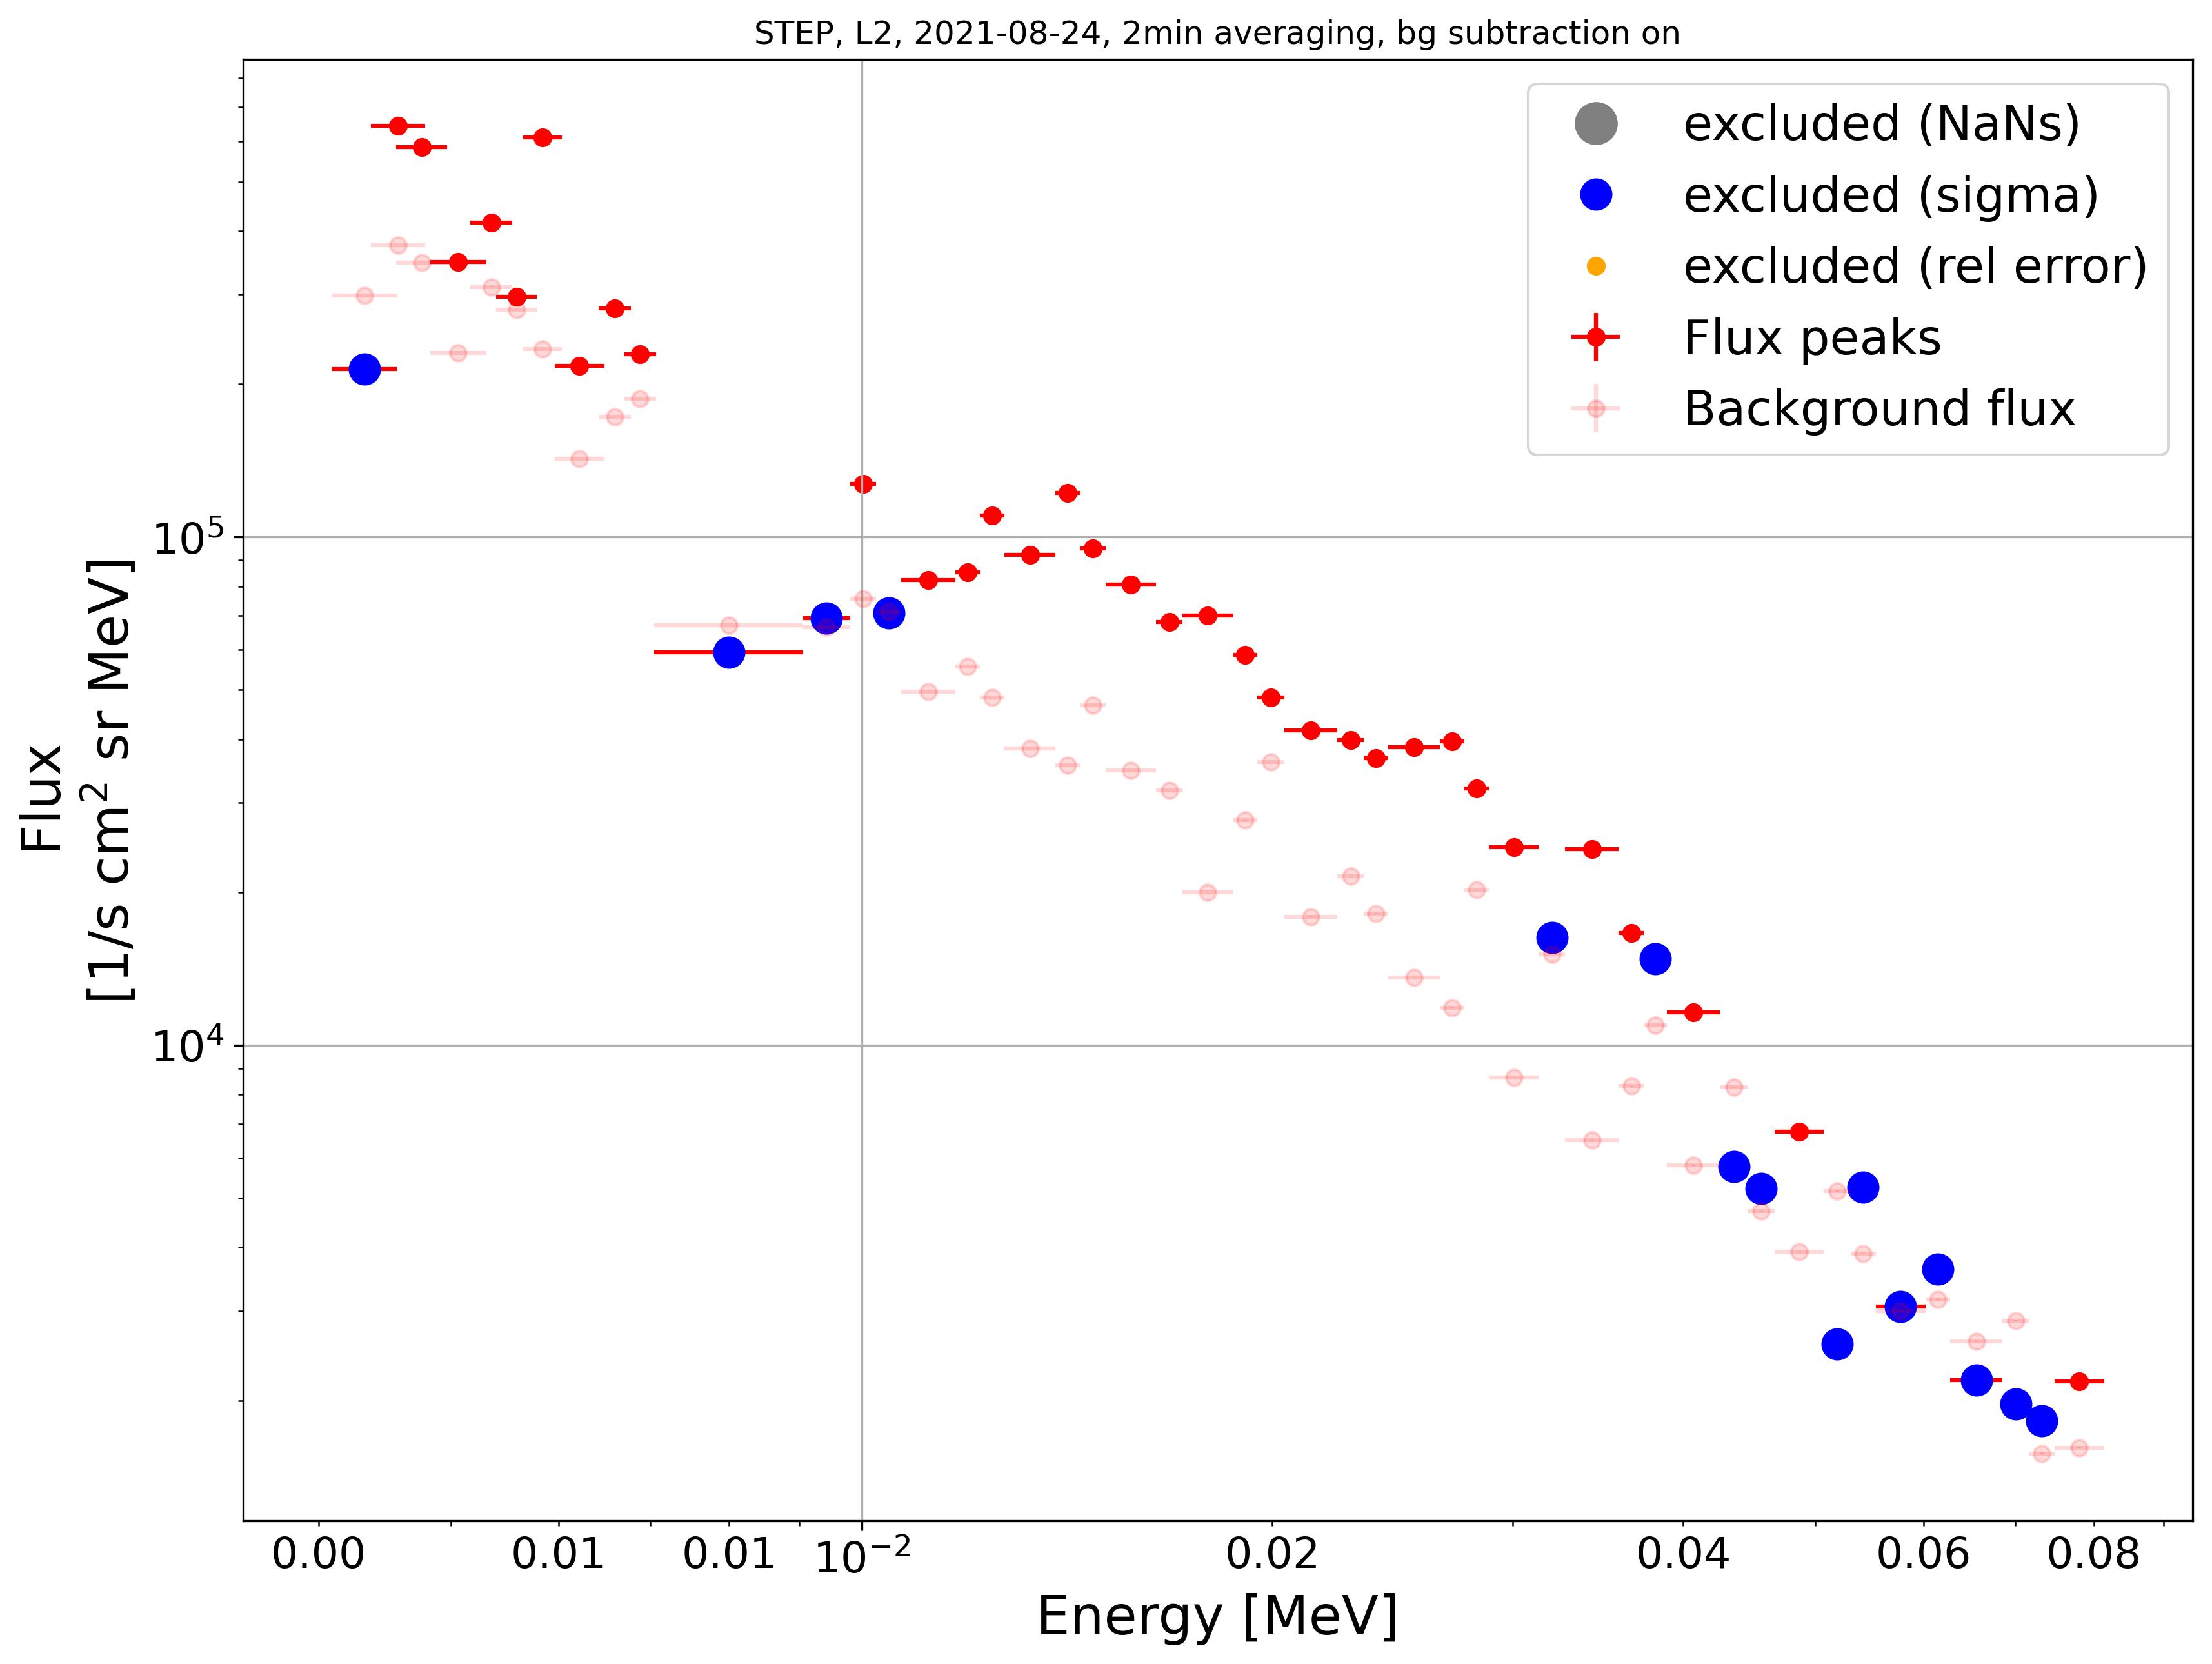 STEP, L2, 2021-08-24, 2min averaging, bg subtraction on
excluded (NaNs)
excluded (sigma)
excluded (rel error)
Flux peaks
Background flux
Flux
[1/s cm² sr MeV]
10⁵
10⁴
0.00 0.01 0.01 10⁻² 0.02 0.04 0.06 0.08
Energy [MeV]